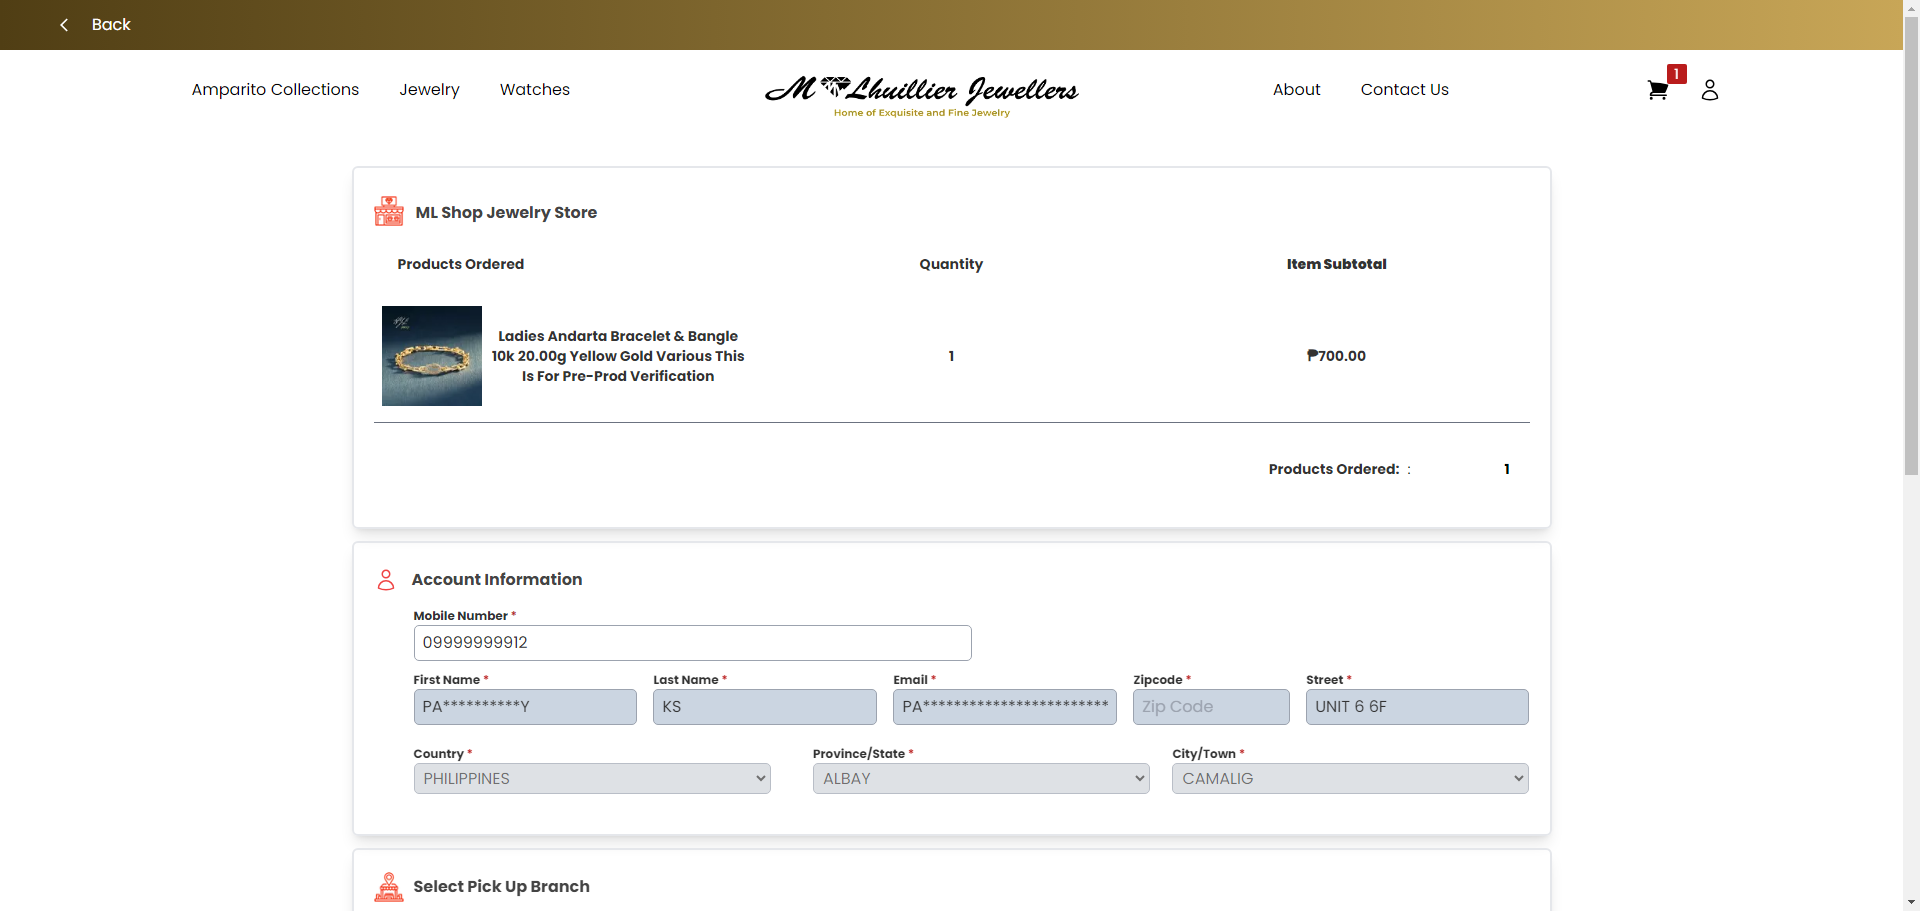 Back
Amparito Collections
Jewelry
Watches
M Lhuillier Jewellers
Home of Exquisite and Fine Jewelry
About
Contact Us
1
ML Shop Jewelry Store
Products Ordered
Quantity
Item Subtotal
Ladies Andarta Bracelet & Bangle
10k 20.00g Yellow Gold Various This
Is For Pre-Prod Verification
1
₱700.00
Products Ordered: :
1
Account Information
Mobile Number *
09999999912
First Name *
Last Name *
Email *
Zipcode *
Street *
PA**********Y
KS
PA************************
Zip Code
UNIT 6 6F
Country *
Province/State *
City/Town *
PHILIPPINES
ALBAY
CAMALIG
Select Pick Up Branch